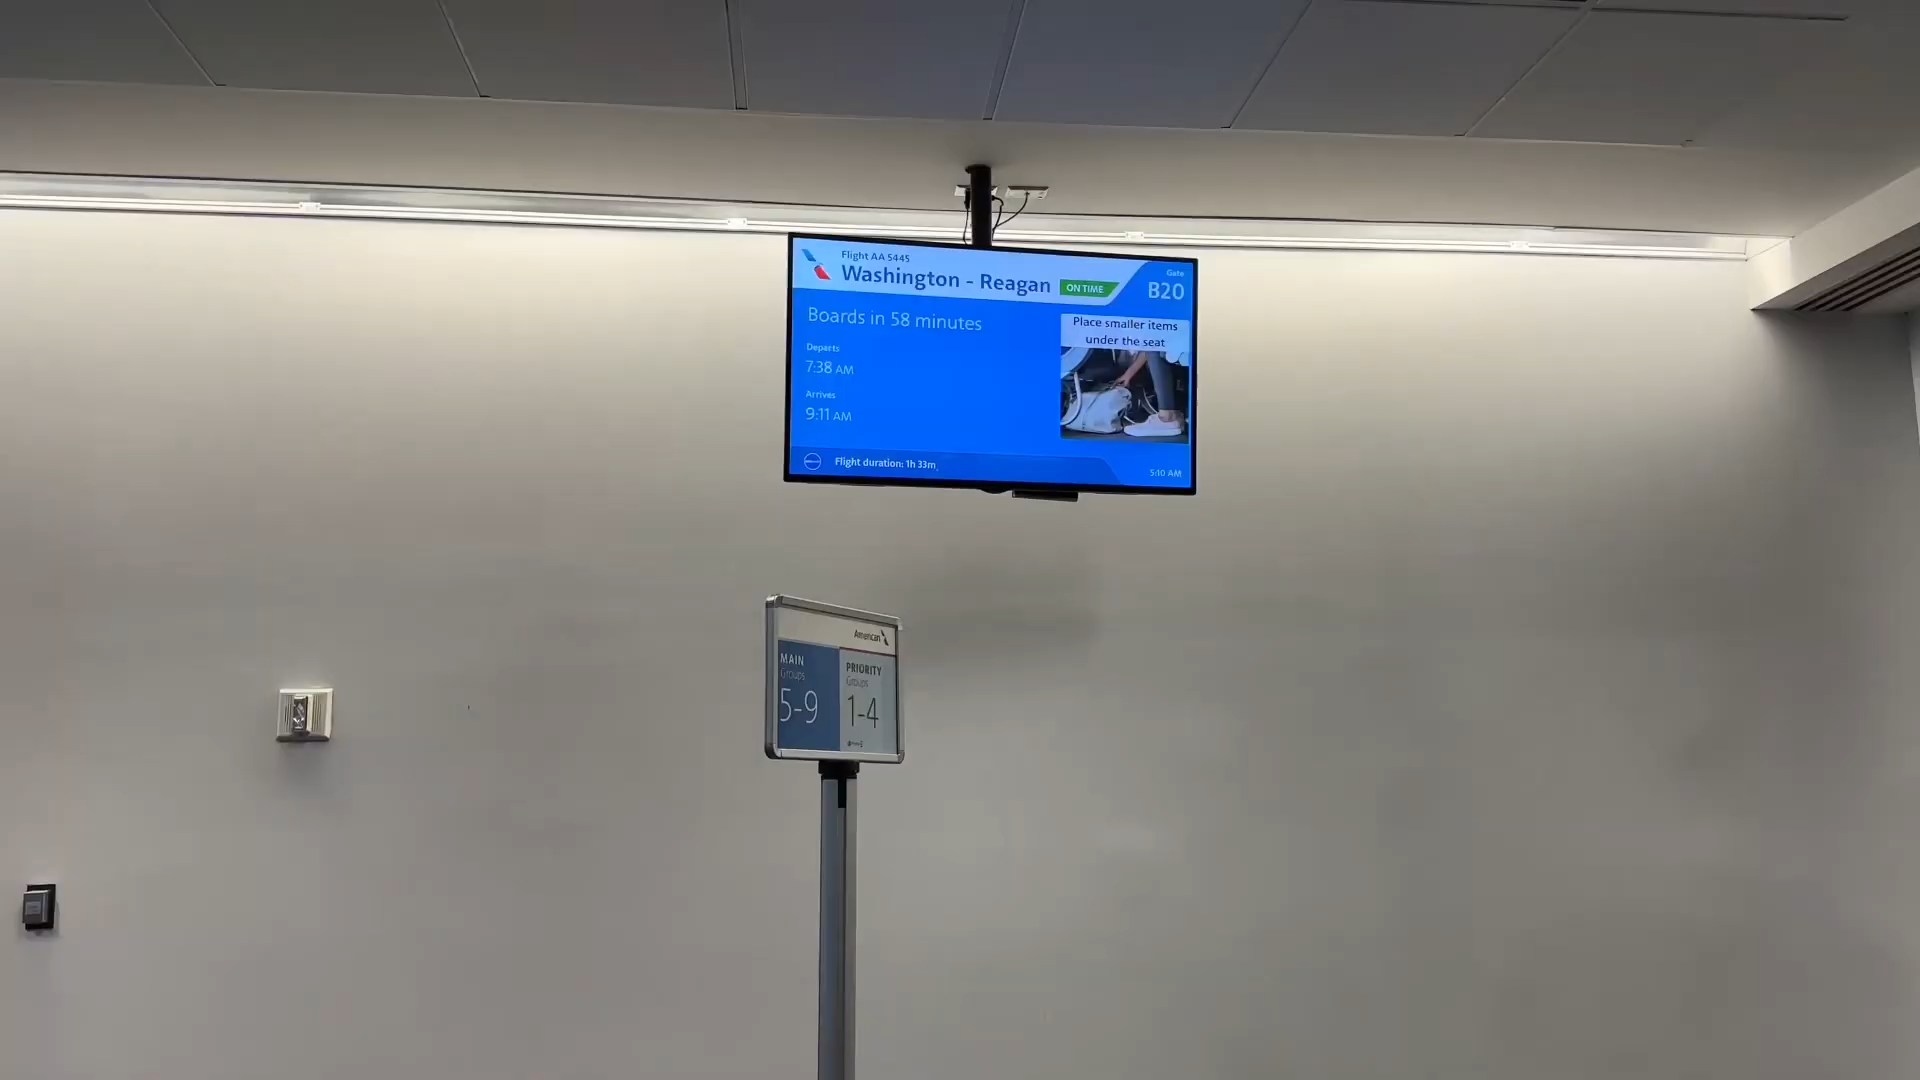 Flight AA 5445
Washington - Reagan
ON TIME
Gate
B20
Boards in 58 minutes
Place smaller items
under the seat
Departs
7:38 AM
Arrives
9:11 AM
Flight duration: 1h 33m
5:10 AM
American
MAIN
Groups
5-9
PRIORITY
Groups
1-4